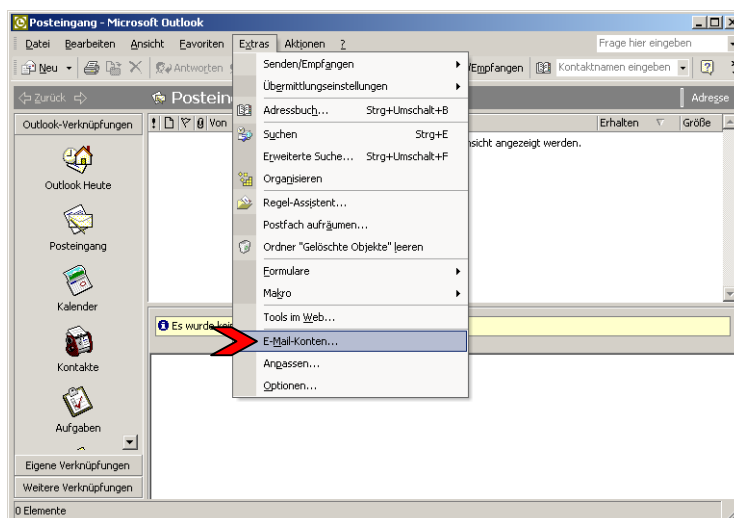 Posteingang - Microsoft Outlook
Datei Bearbeiten Ansicht Favoriten Extras Aktionen ? Frage hier eingeben
Neu Antworten Empfangen Kontaktnamen eingeben
Zurück Postein Adresse
Outlook-Verknüpfungen
Outlook Heute
Posteingang
Kalender
Kontakte
Aufgaben
Eigene Verknüpfungen
Weitere Verknüpfungen
Von Erhalten Größe
nsicht angezeigt werden.
Es wurde kein
Senden/Empfangen
Übermittlungseinstellungen
Adressbuch... Strg+Umschalt+B
Suchen Strg+E
Erweiterte Suche... Strg+Umschalt+F
Organisieren
Regel-Assistent...
Postfach aufräumen...
Ordner "Gelöschte Objekte" leeren
Formulare
Makro
Tools im Web...
E-Mail-Konten...
Anpassen...
Optionen...
0 Elemente